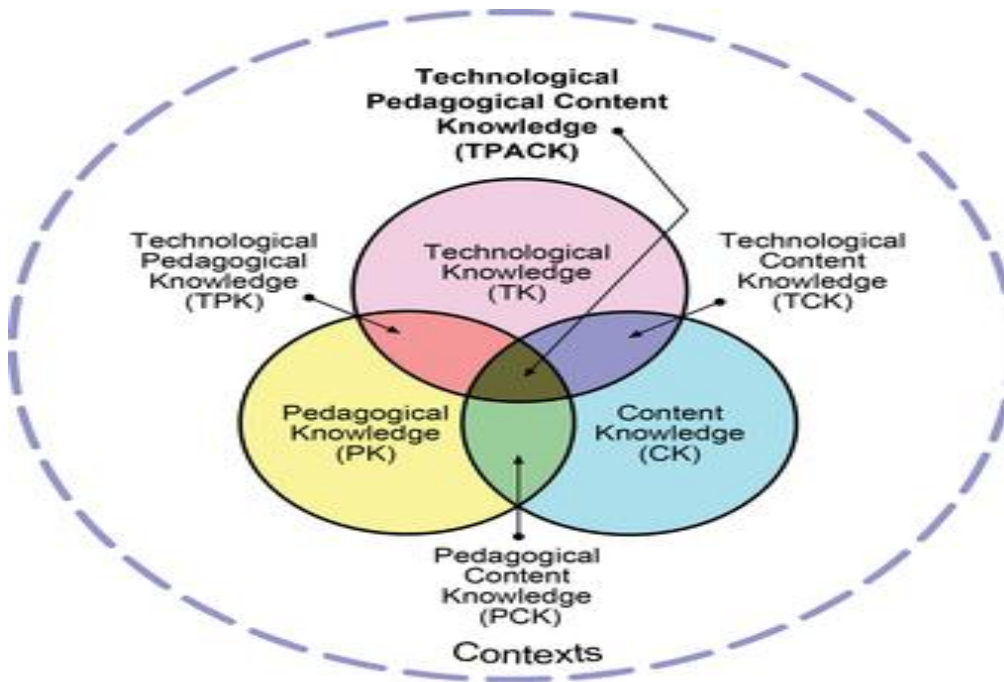 Technological
Pedagogical Content
Knowledge
(TPACK)
Technological
Pedagogical
Knowledge
(TPK)
Technological
Knowledge
(TK)
Technological
Content
Knowledge
(TCK)
Pedagogical
Knowledge
(PK)
Content
Knowledge
(CK)
Pedagogical
Content
Knowledge
(PCK)
Contexts